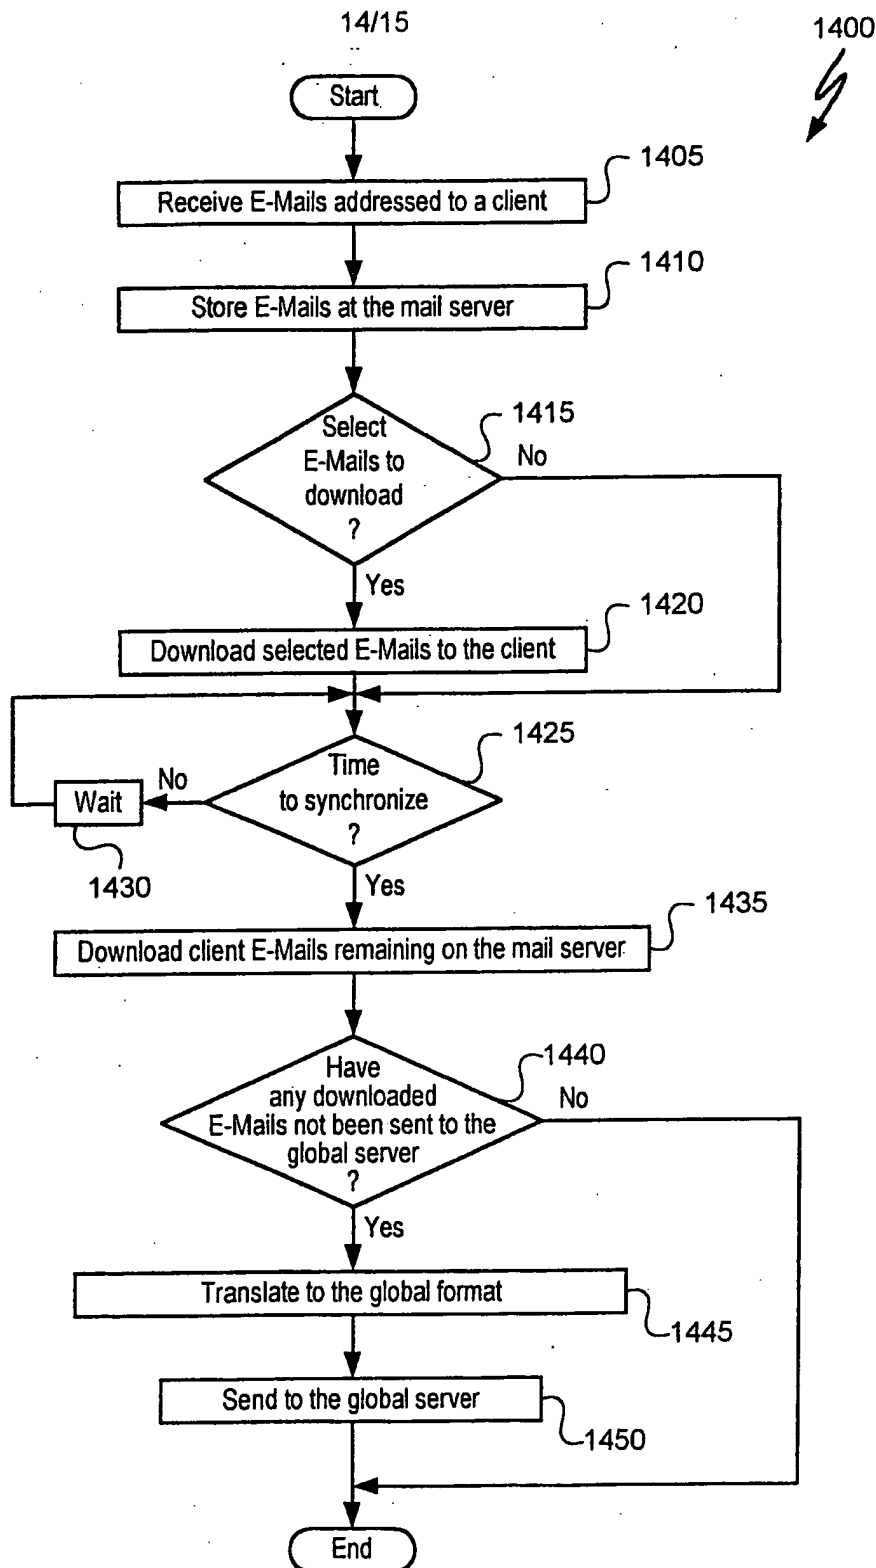 14/15
1400
Start
1405
Receive E-Mails addressed to a client
1410
Store E-Mails at the mail server
1415
Select
E-Mails to
download
?
No
Yes
1420
Download selected E-Mails to the client
1425
Time
to synchronize
?
No
Wait
1430
Yes
1435
Download client E-Mails remaining on the mail server
1440
Have
any downloaded
E-Mails not been sent to the
global server
?
No
Yes
Translate to the global format
1445
Send to the global server
1450
End